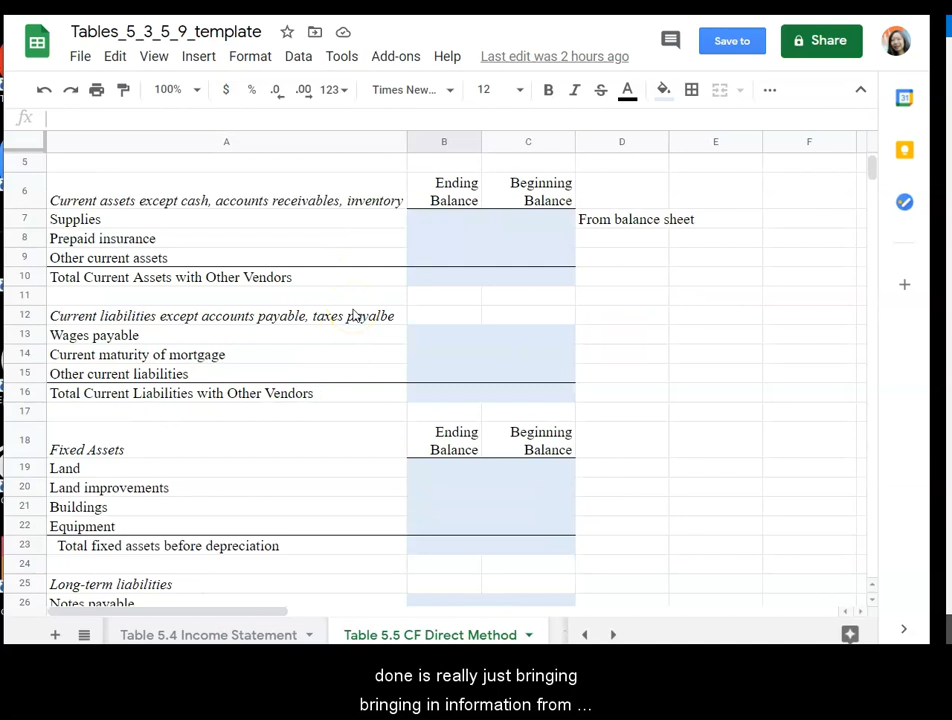 Tables_5_3_5_9_template
Save to
Share
File Edit View Insert Format Data Tools Add-ons Help Last edit was 2 hours ago
100% $ % .0 .00 123 Times New... 12 B I S A ...
31
fx
A B C D E F
5
6 Current assets except cash, accounts receivables, inventory Ending Balance Beginning Balance
7 Supplies From balance sheet
8 Prepaid insurance
9 Other current assets
10 Total Current Assets with Other Vendors
11
12 Current liabilities except accounts payable, taxes payalbe
13 Wages payable
14 Current maturity of mortgage
15 Other current liabilities
16 Total Current Liabilities with Other Vendors
17
18 Fixed Assets Ending Balance Beginning Balance
19 Land
20 Land improvements
21 Buildings
22 Equipment
23 Total fixed assets before depreciation
24
25 Long-term liabilities
26 Notes payable
Table 5.4 Income Statement Table 5.5 CF Direct Method
done is really just bringing
bringing in information from ...